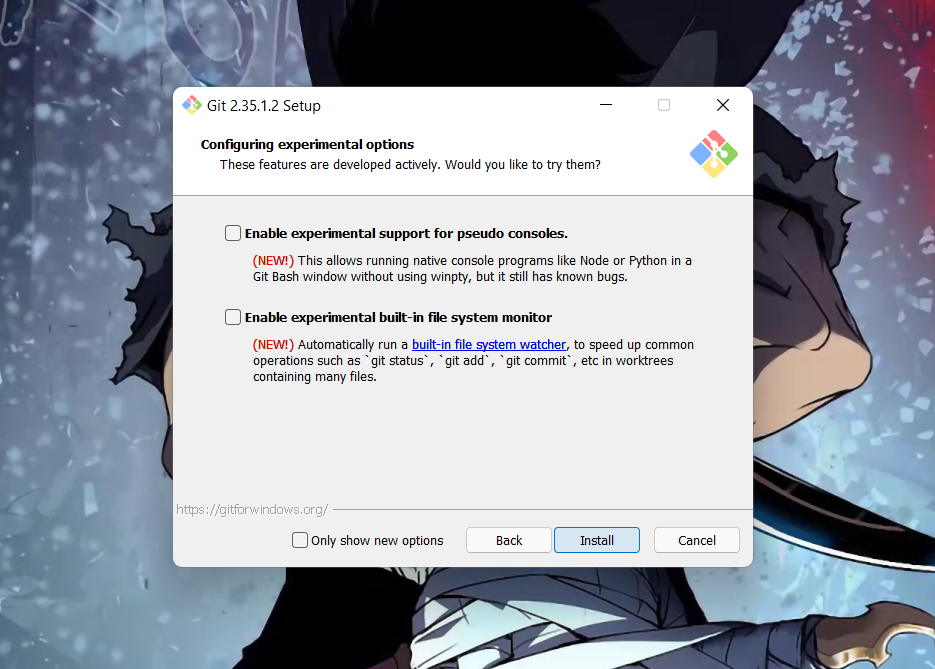 Git 2.35.1.2 Setup
Configuring experimental options
These features are developed actively. Would you like to try them?
Enable experimental support for pseudo consoles.
(NEW!) This allows running native console programs like Node or Python in a
Git Bash window without using winpty, but it still has known bugs.
Enable experimental built-in file system monitor
(NEW!) Automatically run a built-in file system watcher, to speed up common
operations such as `git status`, `git add`, `git commit`, etc in worktrees
containing many files.
https://gitforwindows.org/
Only show new options
Back
Install
Cancel